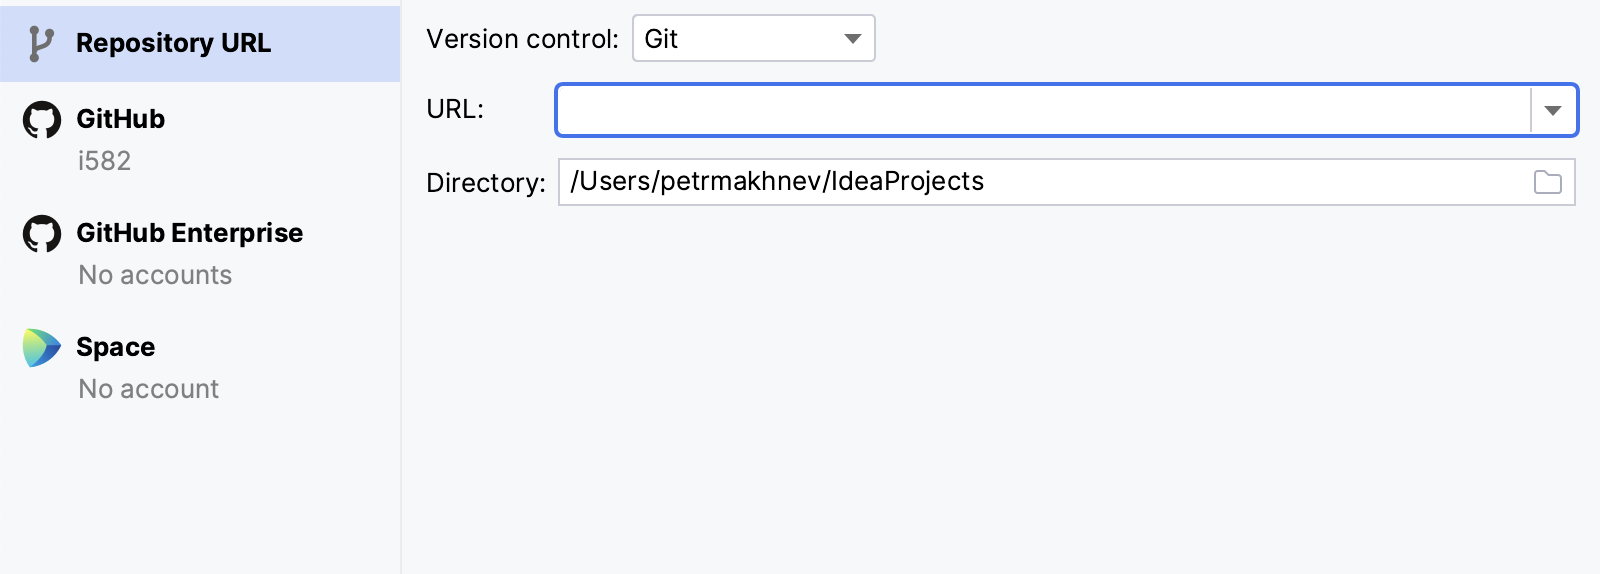 Repository URL
GitHub
i582
GitHub Enterprise
No accounts
Space
No account
Version control: Git
URL:
Directory: /Users/petrmakhnev/IdeaProjects